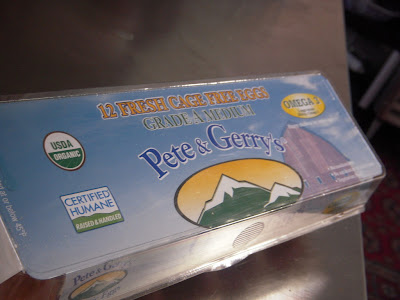 12 FRESH CAGE FREE EGGS
GRADE A MEDIUM
OMEGA 3
Pete & Gerry's
USDA
ORGANIC
CERTIFIED
HUMANE
RAISED & HANDLED
Pete & Gerry's